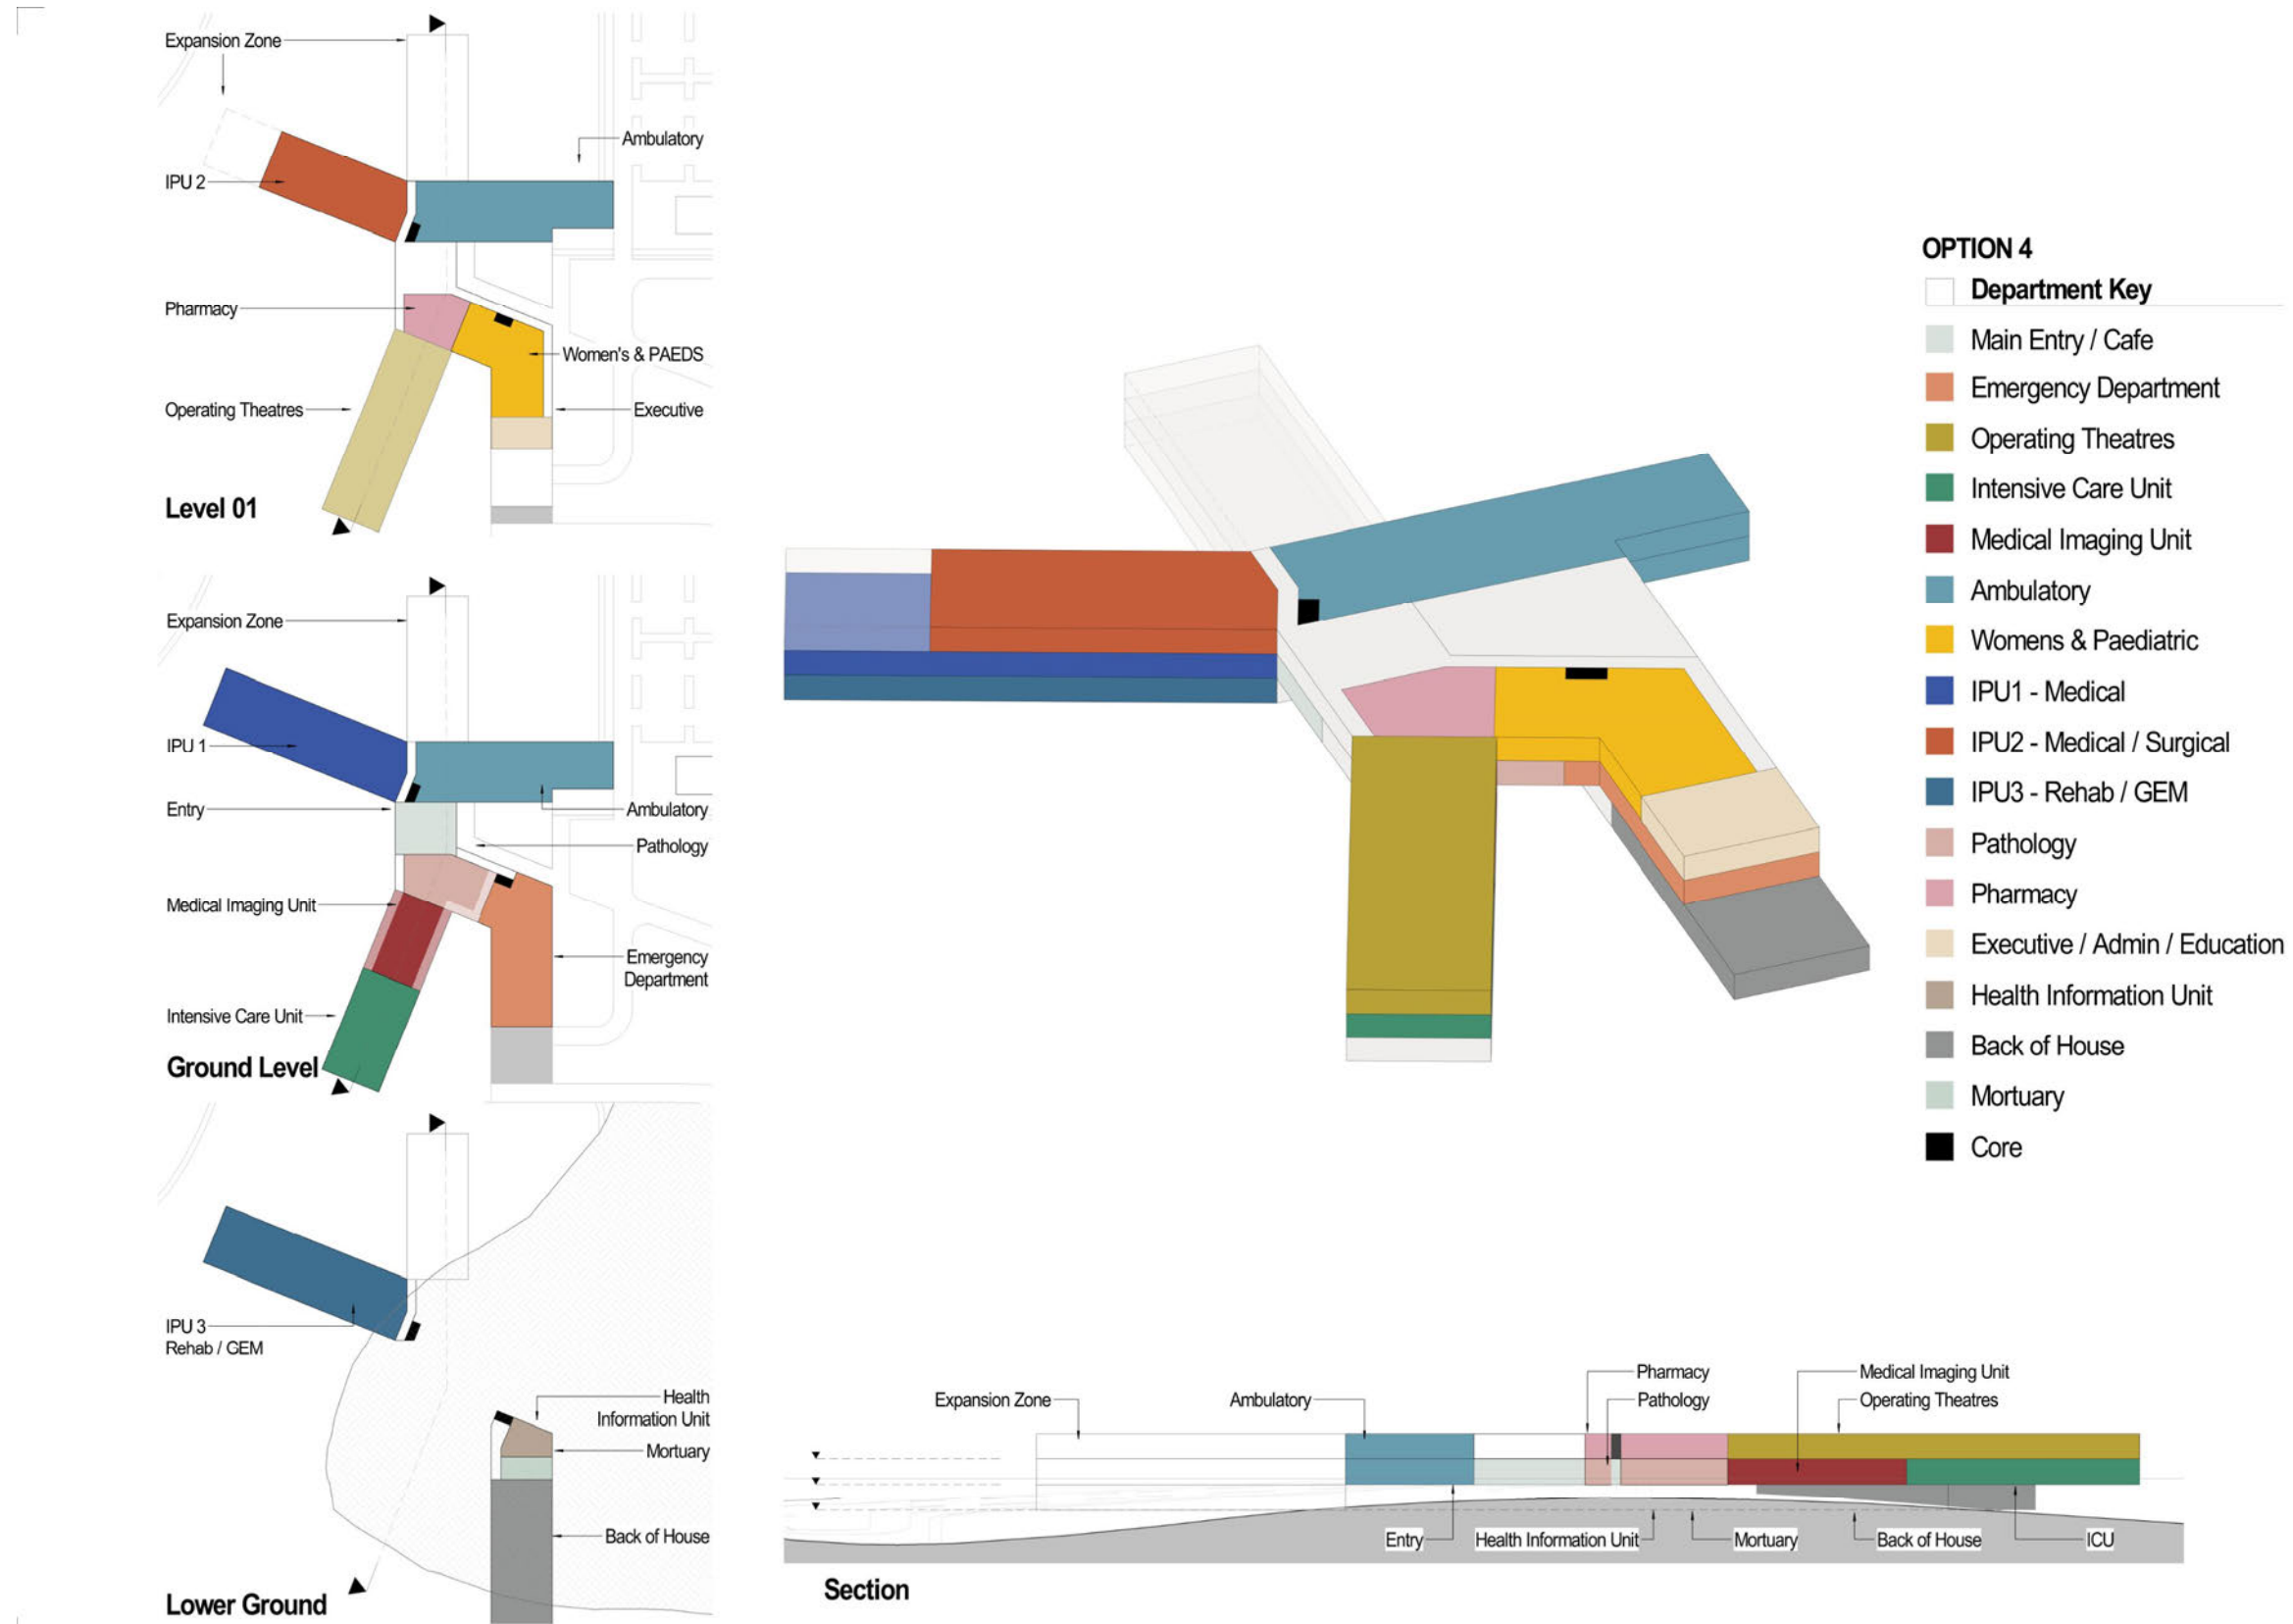 Expansion Zone
Ambulatory
IPU 2
Pharmacy
Women's & PAEDS
Operating Theatres
Executive
Level 01
Expansion Zone
IPU 1
Entry
Ambulatory
Pathology
Medical Imaging Unit
Emergency
Department
Intensive Care Unit
Ground Level
IPU 3
Rehab / GEM
Health
Information Unit
Mortuary
Back of House
Lower Ground
OPTION 4
Department Key
Main Entry / Cafe
Emergency Department
Operating Theatres
Intensive Care Unit
Medical Imaging Unit
Ambulatory
Womens & Paediatric
IPU1 - Medical
IPU2 - Medical / Surgical
IPU3 - Rehab / GEM
Pathology
Pharmacy
Executive / Admin / Education
Health Information Unit
Back of House
Mortuary
Core
Pharmacy
Medical Imaging Unit
Expansion Zone
Ambulatory
Pathology
Operating Theatres
Entry
Health Information Unit
Mortuary
Back of House
ICU
Section